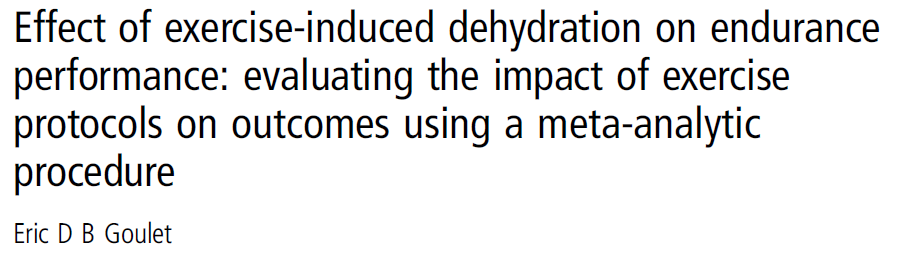 Effect of exercise-induced dehydration on endurance
performance: evaluating the impact of exercise
protocols on outcomes using a meta-analytic
procedure
Eric D B Goulet